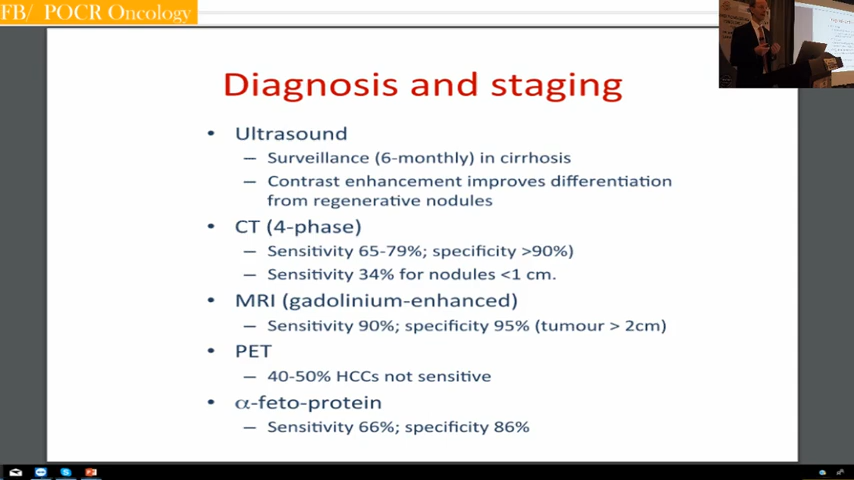 FB/ POCR Oncology
Diagnosis and staging
• Ultrasound
– Surveillance (6-monthly) in cirrhosis
– Contrast enhancement improves differentiation
from regenerative nodules
• CT (4-phase)
– Sensitivity 65-79%; specificity >90%)
– Sensitivity 34% for nodules <1 cm.
• MRI (gadolinium-enhanced)
– Sensitivity 90%; specificity 95% (tumour > 2cm)
• PET
– 40-50% HCCs not sensitive
• α-feto-protein
– Sensitivity 66%; specificity 86%